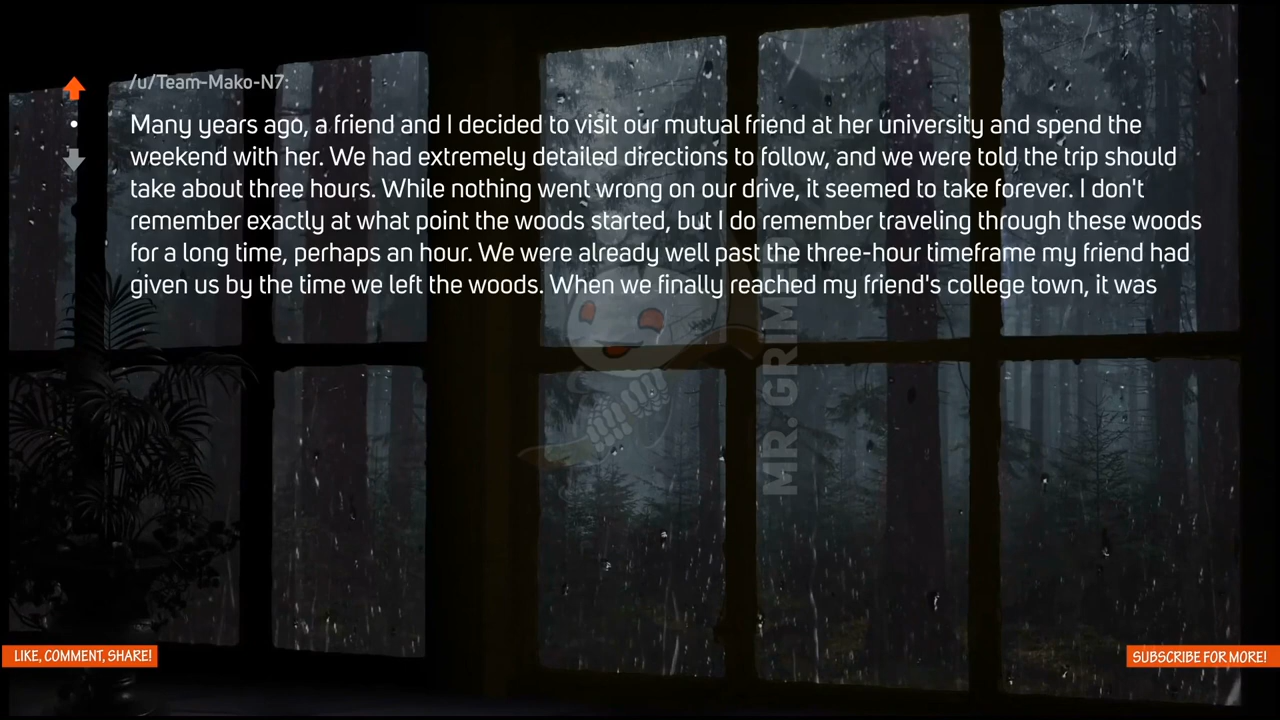 /u/Team-Mako-N7:
Many years ago, a friend and I decided to visit our mutual friend at her university and spend the
weekend with her. We had extremely detailed directions to follow, and we were told the trip should
take about three hours. While nothing went wrong on our drive, it seemed to take forever. I don't
remember exactly at what point the woods started, but I do remember traveling through these woods
for a long time, perhaps an hour. We were already well past the three-hour timeframe my friend had
given us by the time we left the woods. When we finally reached my friend's college town, it was
MR. GRIM
LIKE, COMMENT, SHARE!
SUBSCRIBE FOR MORE!